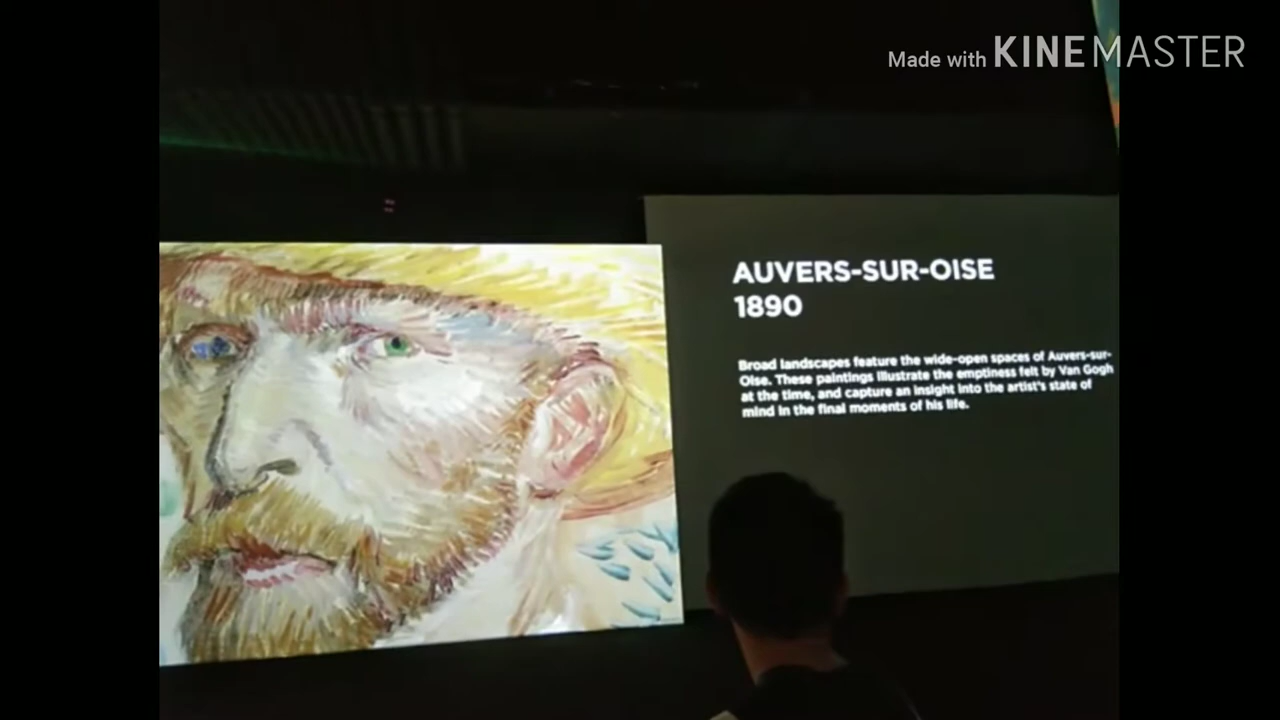 Made with KINEMASTER
AUVERS-SUR-OISE
1890
Broad landscapes feature the wide-open spaces of Auvers-sur-
Oise. These paintings illustrate the emptiness felt by Van Gogh
at the time, and capture an insight into the artist's state of
mind in the final moments of his life.